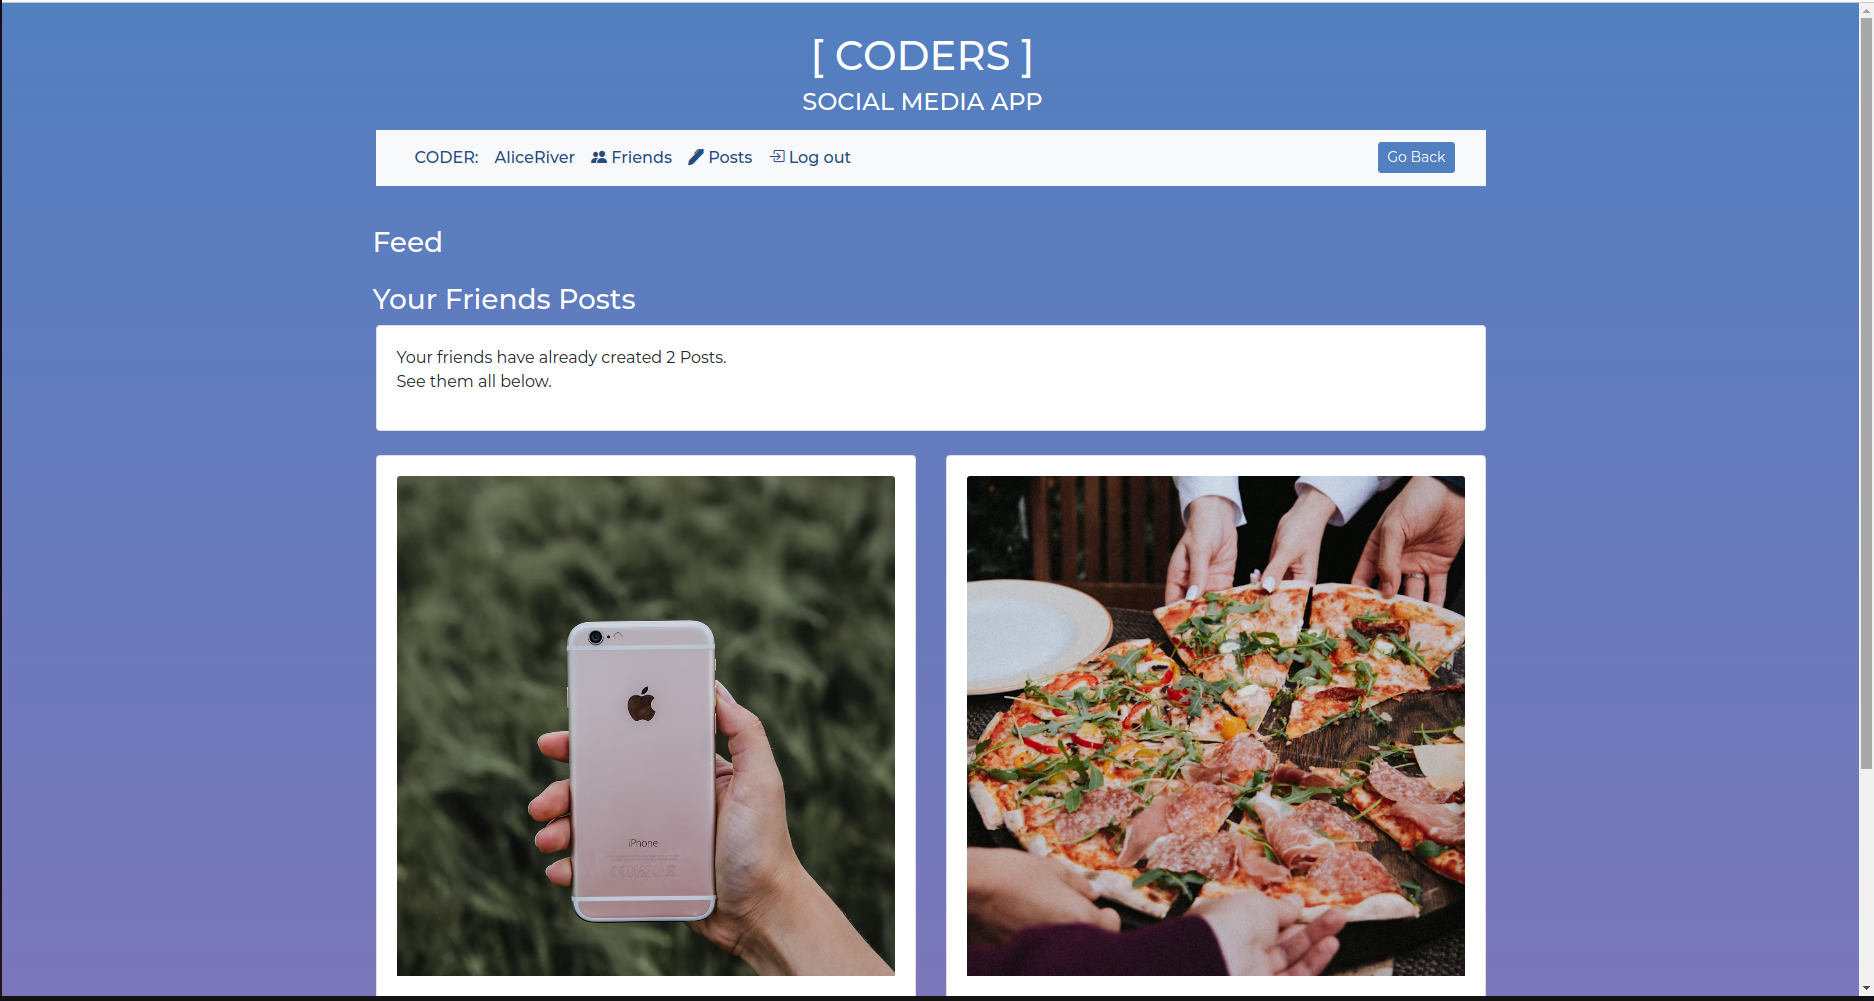 [ CODERS ]
SOCIAL MEDIA APP
CODER: AliceRiver Friends Posts Log out Go Back
Feed
Your Friends Posts
Your friends have already created 2 Posts.
See them all below.
iPhone